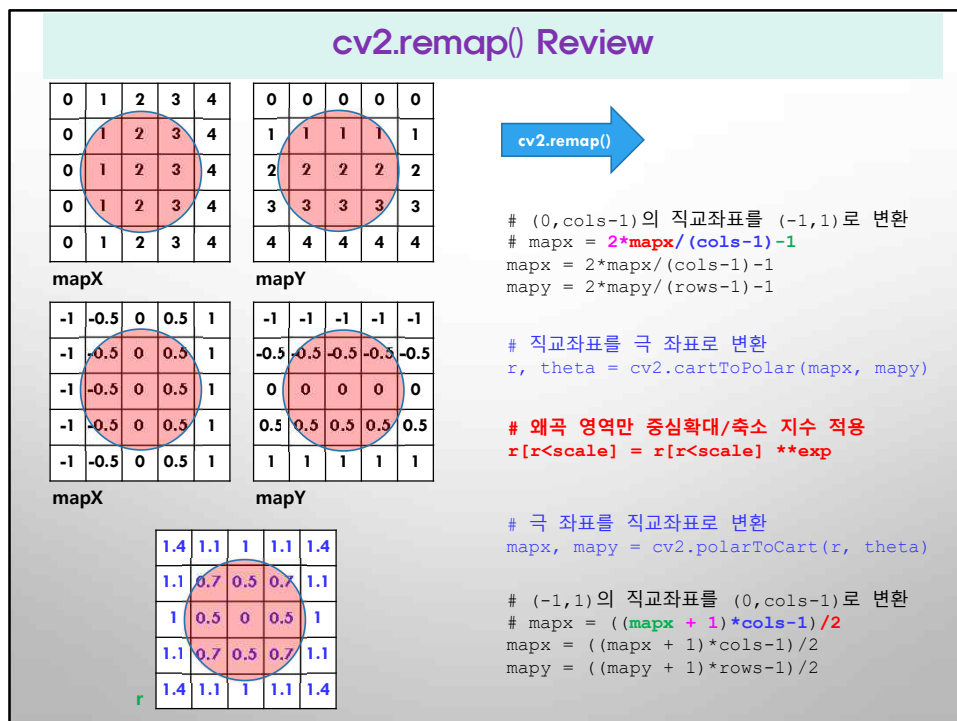 cv2.remap() Review
0 1 2 3 4
0 1 2 3 4
0 1 2 3 4
0 1 2 3 4
0 1 2 3 4
mapX
0 0 0 0 0
1 1 1 1 1
2 2 2 2 2
3 3 3 3 3
4 4 4 4 4
mapY
-1 -0.5 0 0.5 1
-1 -0.5 0 0.5 1
-1 -0.5 0 0.5 1
-1 -0.5 0 0.5 1
-1 -0.5 0 0.5 1
mapX
-1 -1 -1 -1 -1
-0.5 -0.5 -0.5 -0.5 -0.5
0 0 0 0 0
0.5 0.5 0.5 0.5 0.5
1 1 1 1 1
mapY
1.4 1.1 1 1.1 1.4
1.1 0.7 0.5 0.7 1.1
1 0.5 0 0.5 1
1.1 0.7 0.5 0.7 1.1
1.4 1.1 1 1.1 1.4
r
cv2.remap()
# (0,cols-1)의 직교좌표를 (-1,1)로 변환
# mapx = 2*mapx/(cols-1)-1
mapx = 2*mapx/(cols-1)-1
mapy = 2*mapy/(rows-1)-1
# 직교좌표를 극 좌표로 변환
r, theta = cv2.cartToPolar(mapx, mapy)
# 왜곡 영역만 중심확대/축소 지수 적용
r[r<scale] = r[r<scale] **exp
# 극 좌표를 직교좌표로 변환
mapx, mapy = cv2.polarToCart(r, theta)
# (-1,1)의 직교좌표를 (0,cols-1)로 변환
# mapx = ((mapx + 1)*cols-1)/2
mapx = ((mapx + 1)*cols-1)/2
mapy = ((mapy + 1)*rows-1)/2